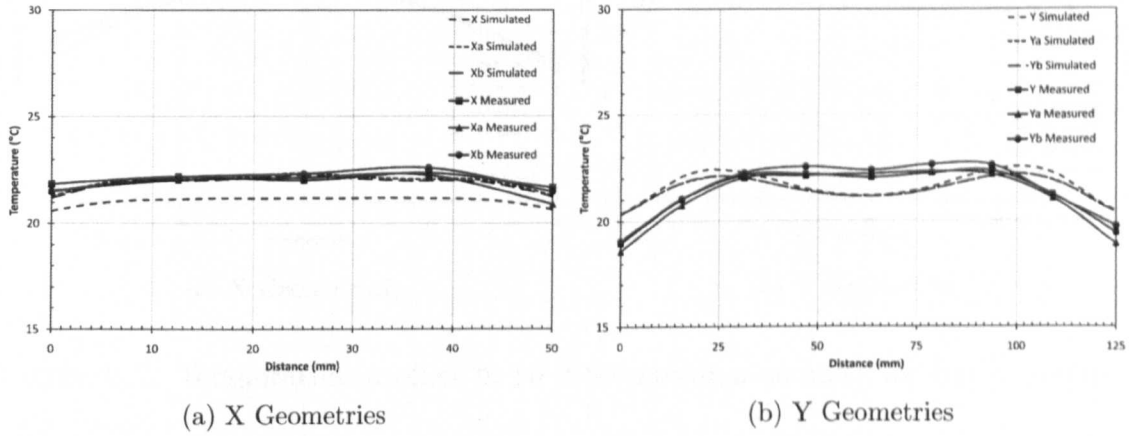 30
25
20
15
Temperature (°C)
0
10
20
30
40
50
Distance (mm)
X Simulated
Xa Simulated
Xb Simulated
X Measured
Xa Measured
Xb Measured
(a) X Geometries
30
25
20
15
Temperature (°C)
0
25
50
75
100
125
Distance (mm)
Y Simulated
Ya Simulated
Yb Simulated
Y Measured
Ya Measured
Yb Measured
(b) Y Geometries